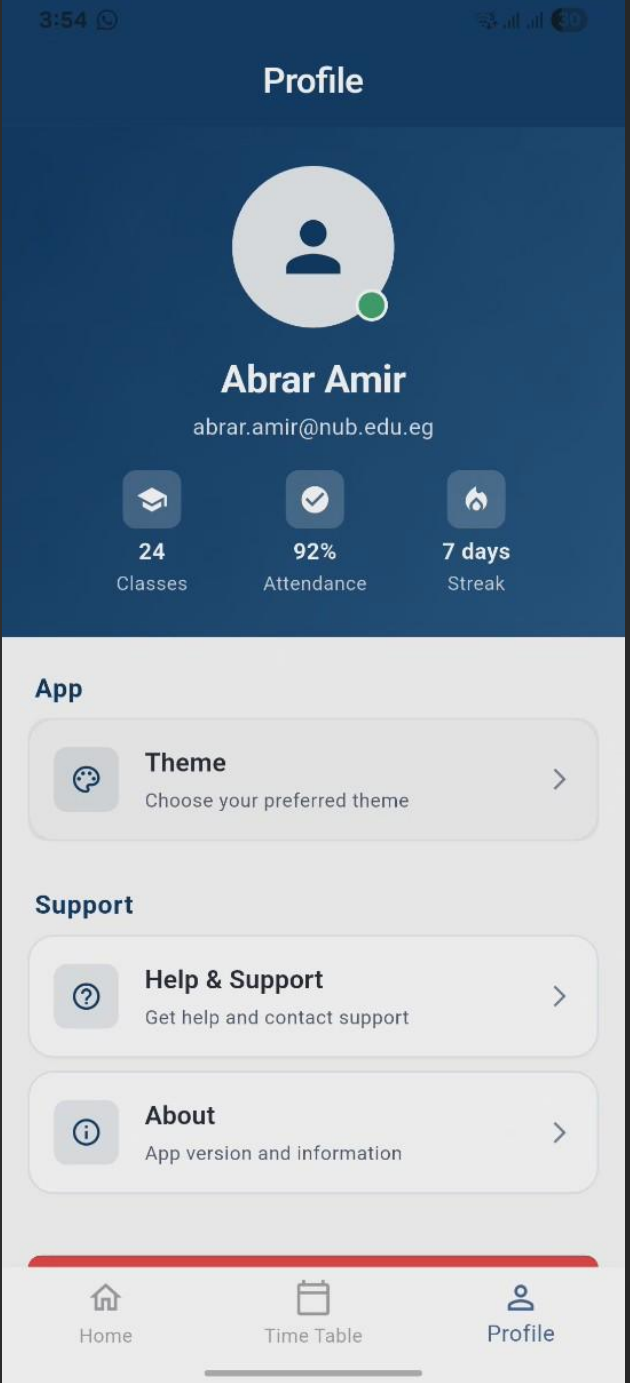 3:54
30
Profile
Abrar Amir
abrar.amir@nub.edu.eg
24
Classes
92%
Attendance
7 days
Streak
App
Theme
Choose your preferred theme
Support
Help & Support
Get help and contact support
About
App version and information
Home
Time Table
Profile